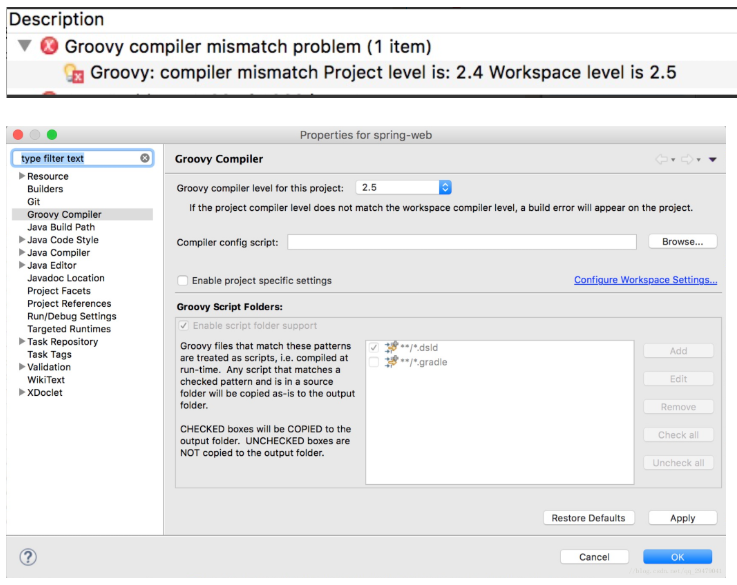 Description
Groovy compiler mismatch problem (1 item)
Groovy: compiler mismatch Project level is: 2.4 Workspace level is 2.5
Properties for spring-web
type filter text
Groovy Compiler
Resource
Builders
Git
Groovy Compiler
Java Build Path
Java Code Style
Java Compiler
Java Editor
Javadoc Location
Project Facets
Project References
Run/Debug Settings
Targeted Runtimes
Task Repository
Task Tags
Validation
WikiText
XDoclet
Groovy compiler level for this project: 2.5
If the project compiler level does not match the workspace compiler level, a build error will appear on the project.
Compiler config script: Browse...
Enable project specific settings Configure Workspace Settings...
Groovy Script Folders:
Enable script folder support
Groovy files that match these patterns
are treated as scripts, i.e. compiled at
run-time. Any script that matches a
checked pattern and is in a source
folder will be copied as-is to the output
folder.
CHECKED boxes will be COPIED to the
output folder. UNCHECKED boxes are
NOT copied to the output folder.
**/*.dsld
**/*.gradle
Add
Edit
Remove
Check all
Uncheck all
Restore Defaults Apply
? Cancel OK